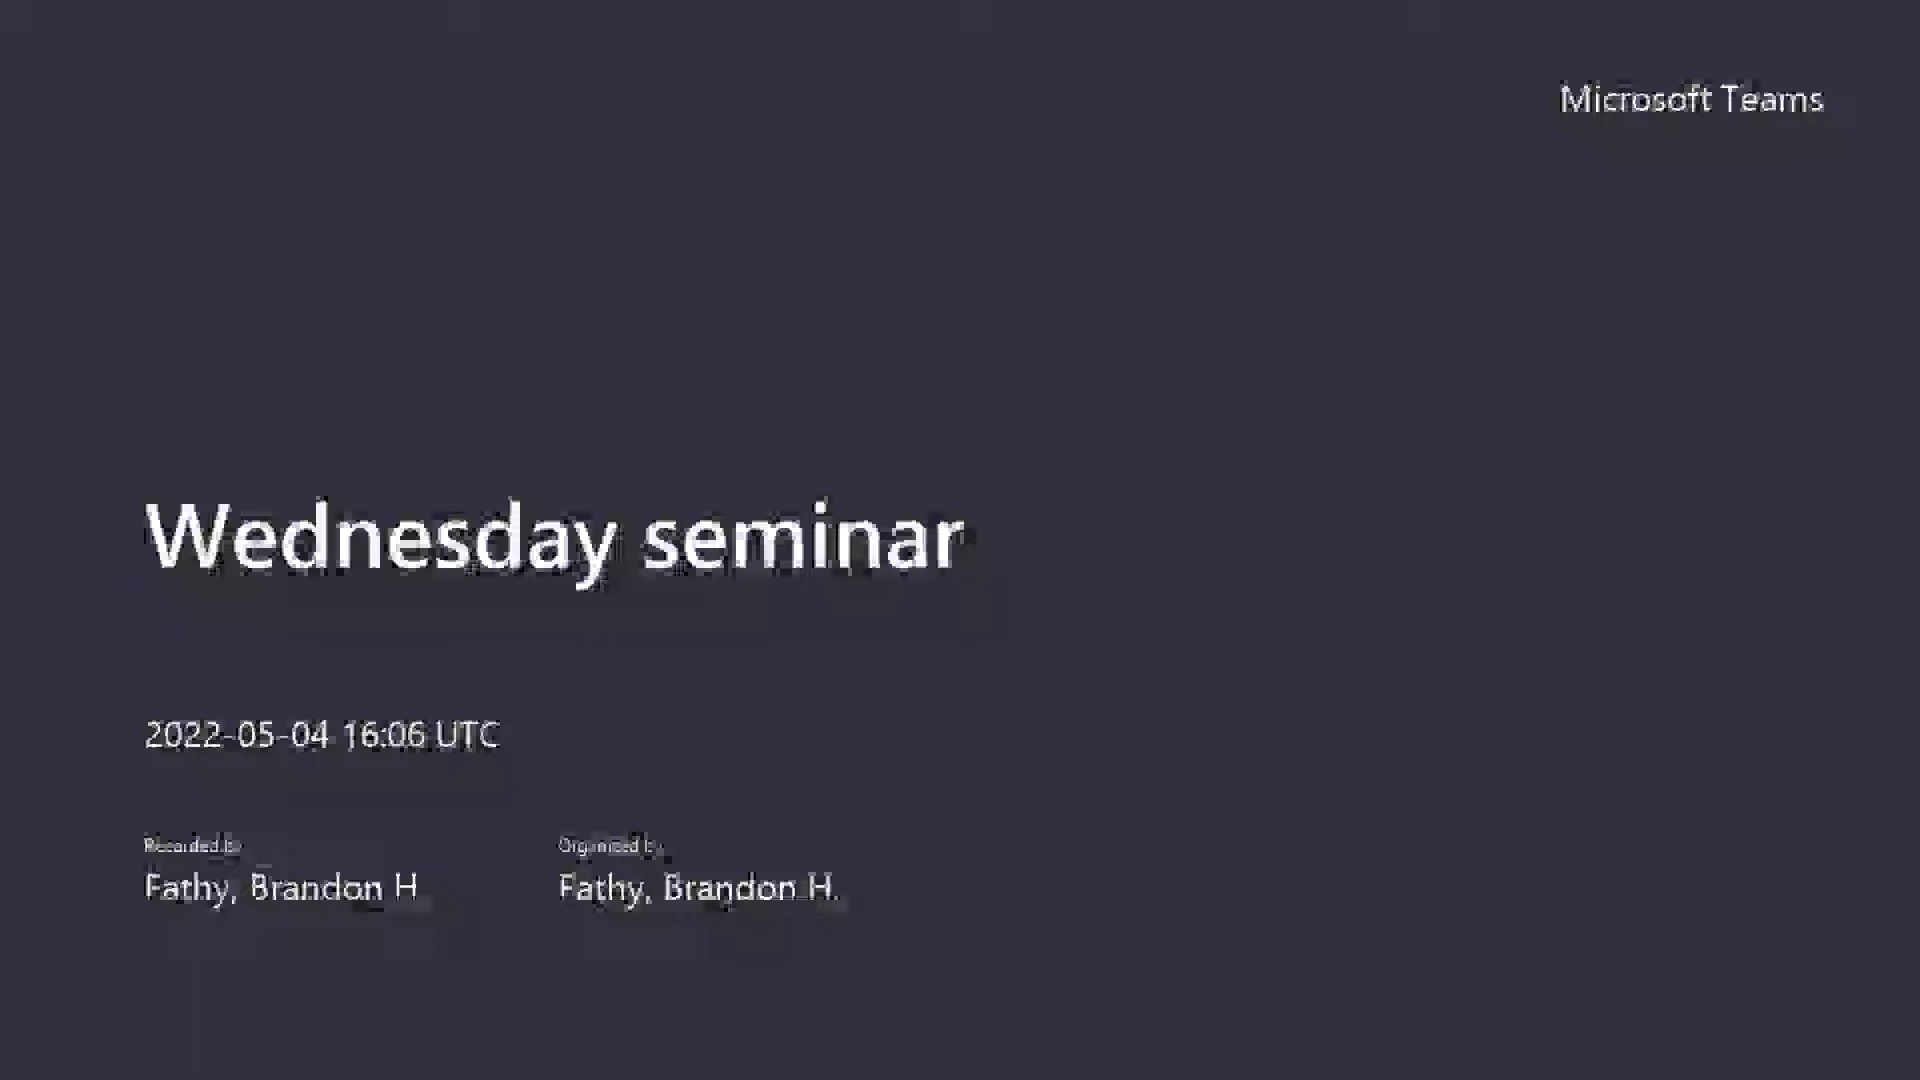 Microsoft Teams
Wednesday seminar
2022-05-04 16:06 UTC
Recorded by
Organized by
Fathy, Brandon H.
Fathy, Brandon H.